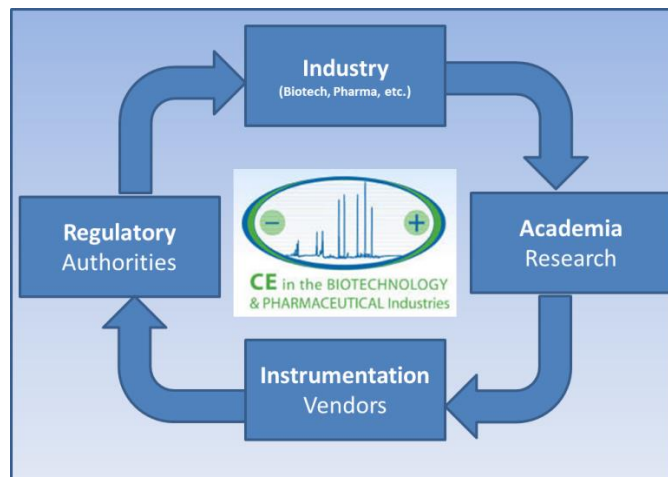 Industry
(Biotech, Pharma, etc.)
Regulatory
Authorities
−
+
CE in the BIOTECHNOLOGY
& PHARMACEUTICAL Industries
Academia
Research
Instrumentation
Vendors